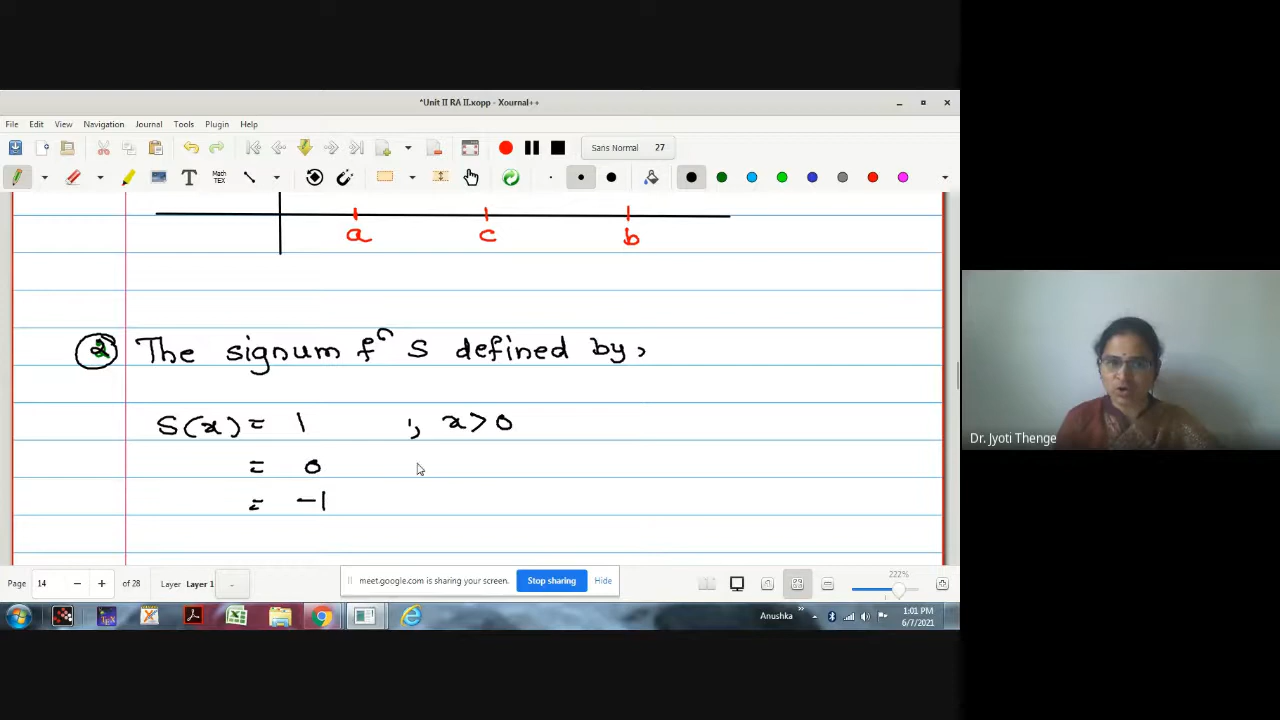 *Unit II RA II.xopp - Xournal++
File Edit View Navigation Journal Tools Plugin Help
Sans Normal 27
a c b
② The signum fⁿ S defined by,
S(x) = 1 , x > 0
= 0
= -1
Dr. Jyoti Thenge
Page 14 of 28 Layer Layer 1
meet.google.com is sharing your screen. Stop sharing Hide
222%
Anushka
1:01 PM
6/7/2021